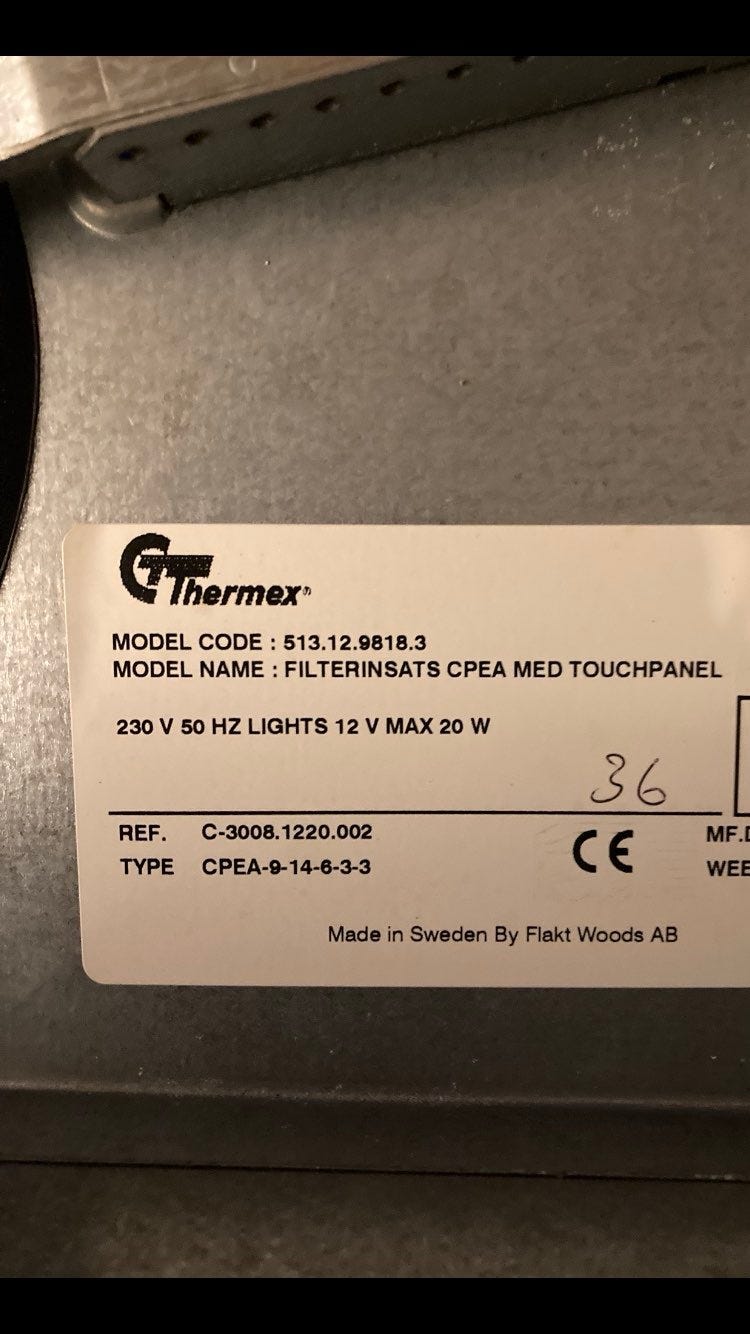 Thermex®
MODEL CODE : 513.12.9818.3
MODEL NAME : FILTERINSATS CPEA MED TOUCHPANEL
230 V 50 HZ LIGHTS 12 V MAX 20 W
36
REF. C-3008.1220.002
MF.
TYPE CPEA-9-14-6-3-3
CE
WEE
Made in Sweden By Flakt Woods AB